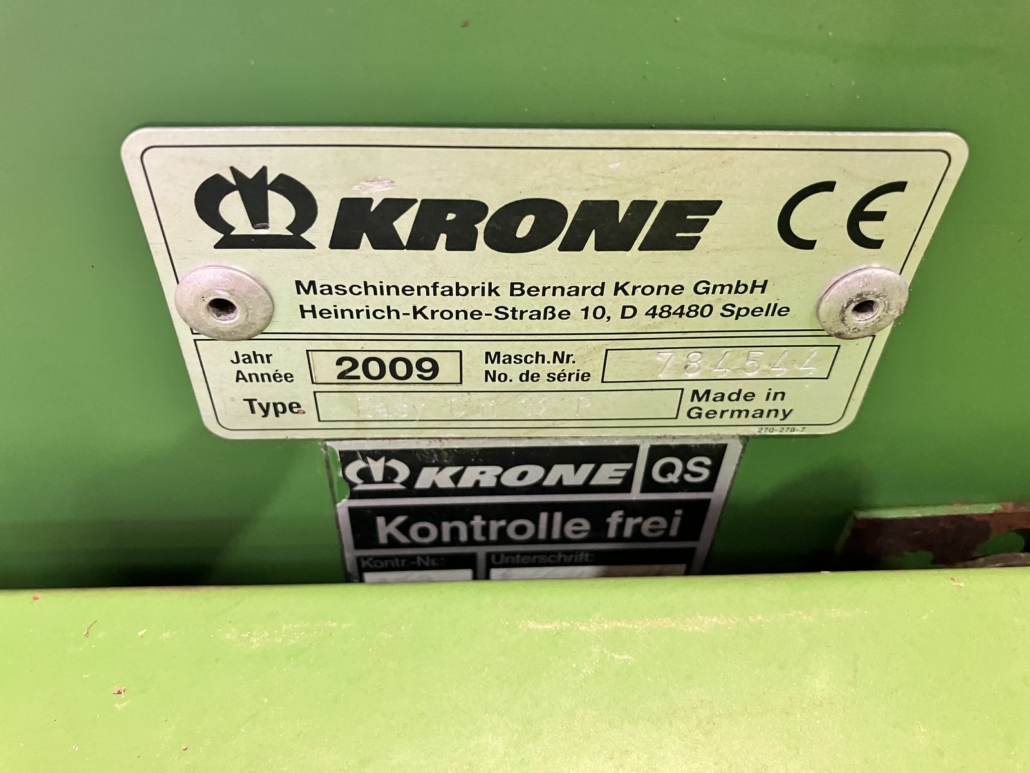 KRONE CE
Maschinenfabrik Bernard Krone GmbH
Heinrich-Krone-Straße 10, D 48480 Spelle
Jahr
Année
2009
Masch.Nr.
No. de série
784544
Type
Easy
Made in
Germany
270-278-7
KRONE QS
Kontrolle frei
Kontr.-Nr.: Unterschrift: